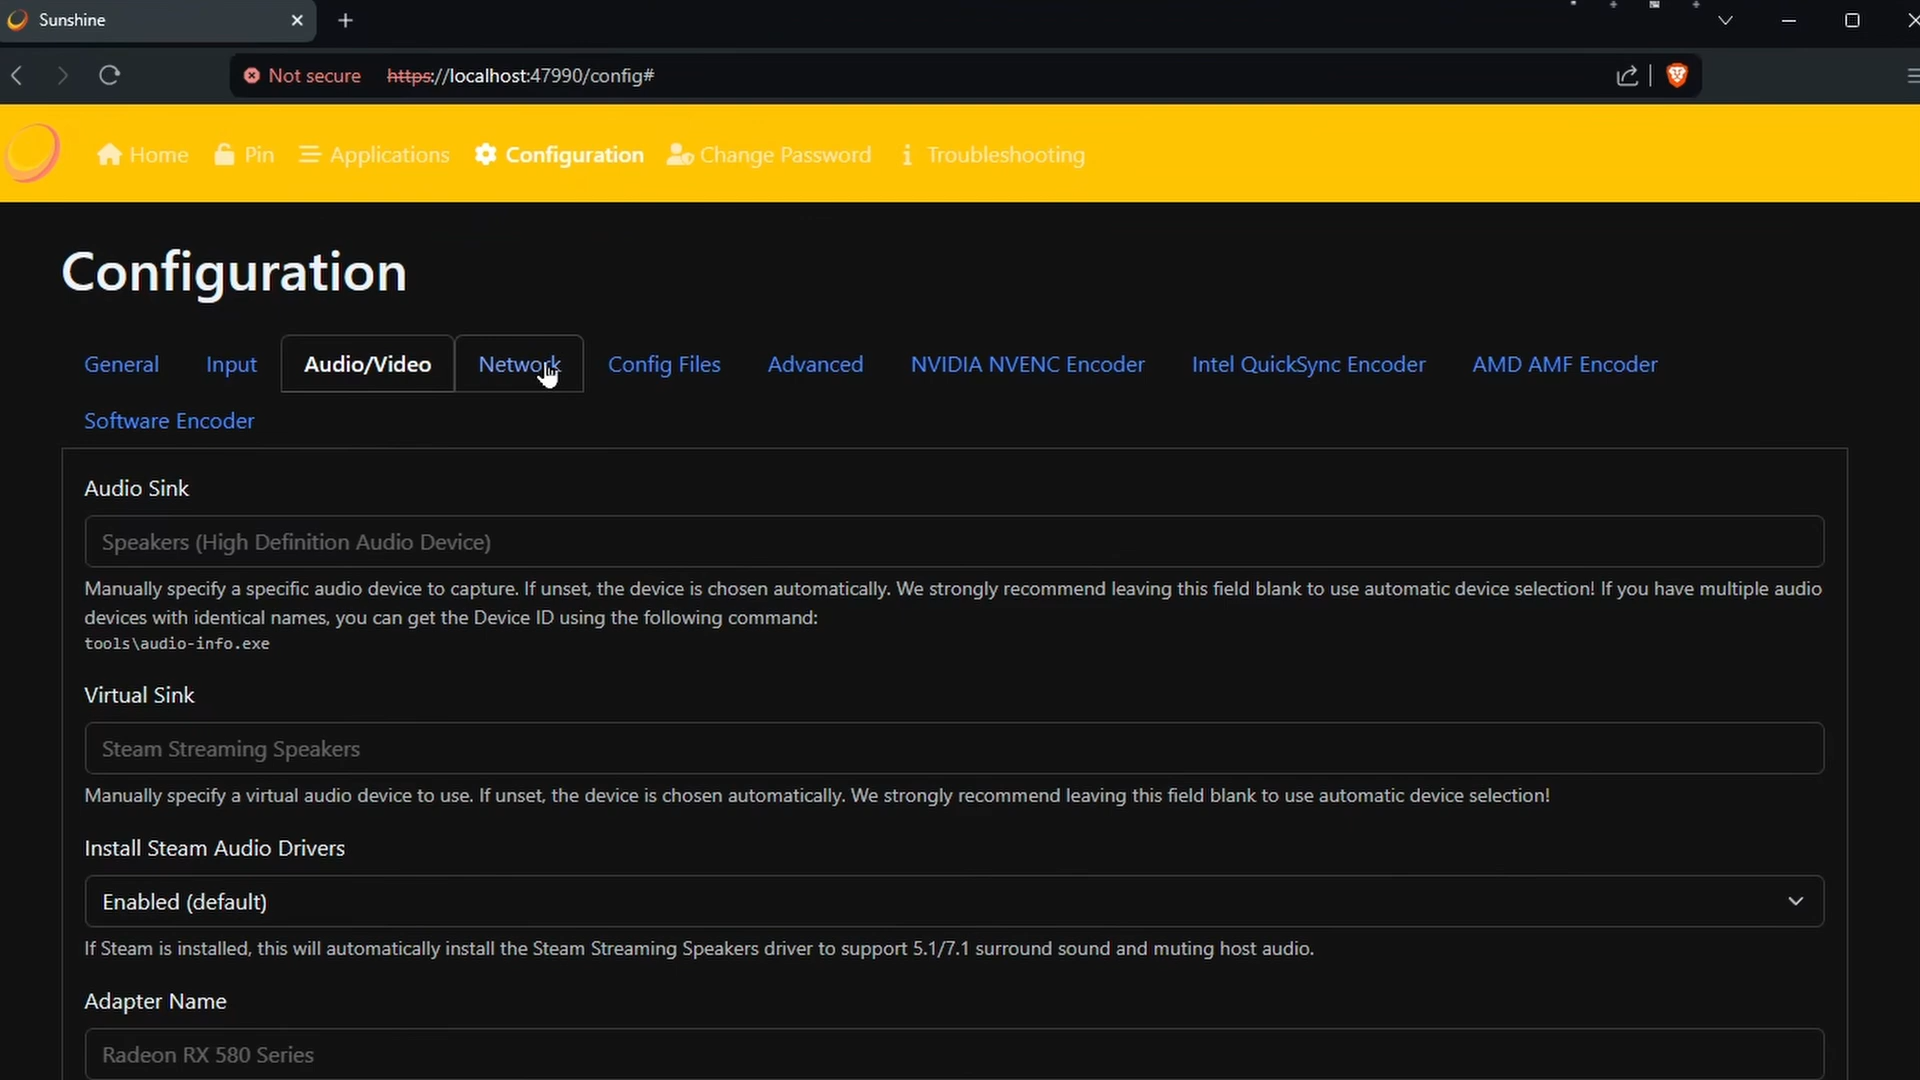 Sunshine
Not secure https://localhost:47990/config#
Home Pin Applications Configuration Change Password Troubleshooting
Configuration
General Input Audio/Video Network Config Files Advanced NVIDIA NVENC Encoder Intel QuickSync Encoder AMD AMF Encoder
Software Encoder
Audio Sink
Speakers (High Definition Audio Device)
Manually specify a specific audio device to capture. If unset, the device is chosen automatically. We strongly recommend leaving this field blank to use automatic device selection! If you have multiple audio
devices with identical names, you can get the Device ID using the following command:
tools\audio-info.exe
Virtual Sink
Steam Streaming Speakers
Manually specify a virtual audio device to use. If unset, the device is chosen automatically. We strongly recommend leaving this field blank to use automatic device selection!
Install Steam Audio Drivers
Enabled (default)
If Steam is installed, this will automatically install the Steam Streaming Speakers driver to support 5.1/7.1 surround sound and muting host audio.
Adapter Name
Radeon RX 580 Series